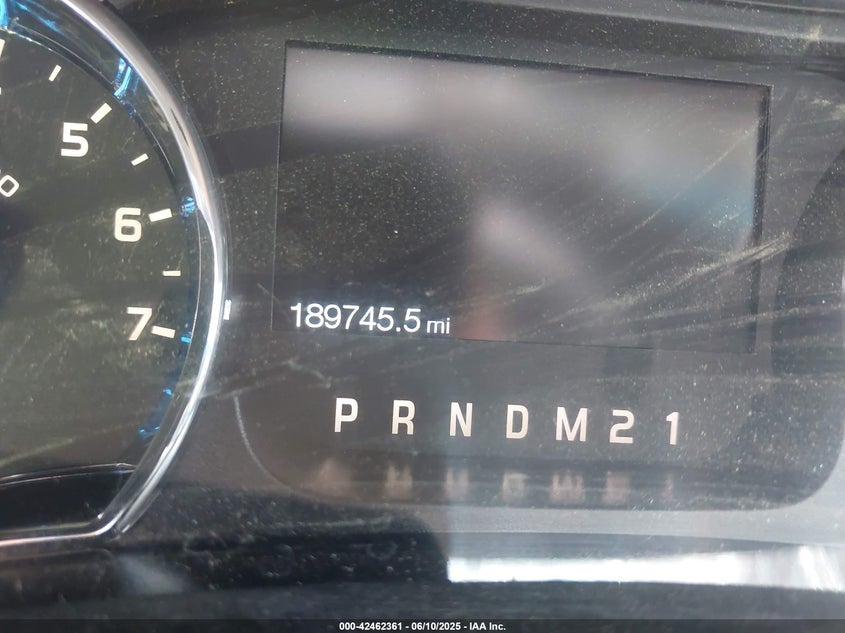 5
6
7
189745.5 mi
P R N D M 2 1
000-42462361 - 06/10/2025 - IAA Inc.